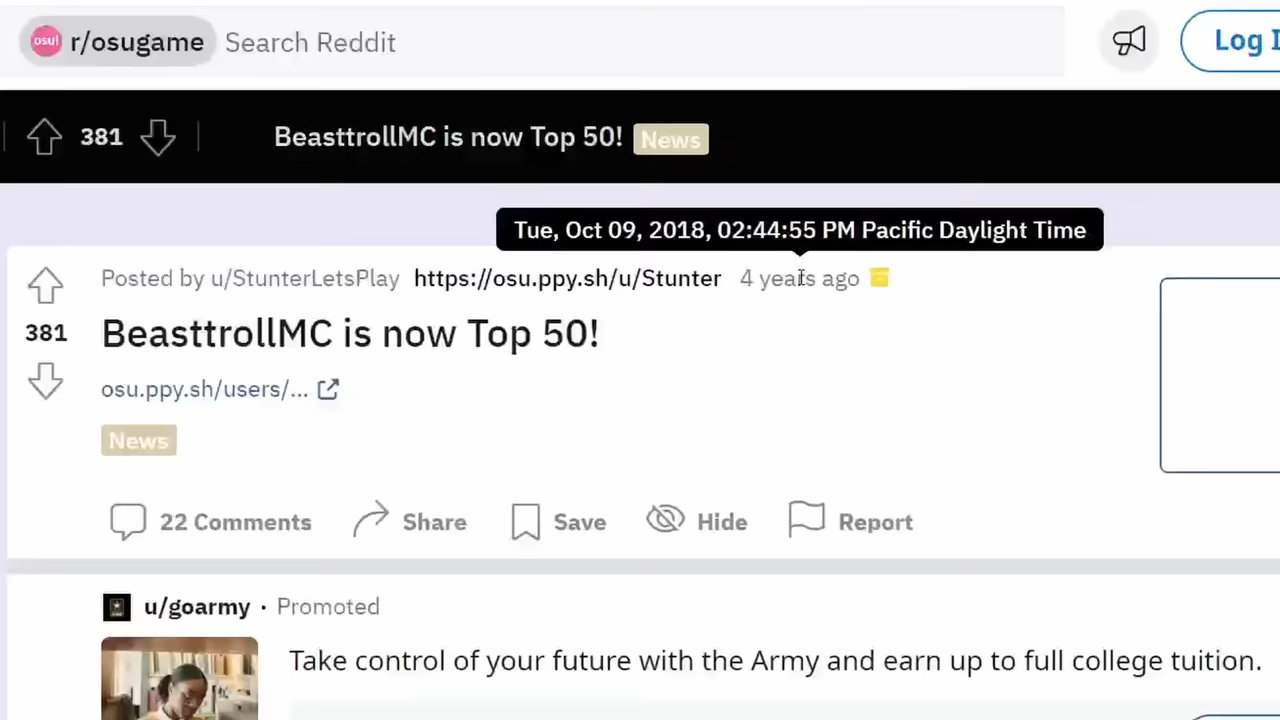 osu! r/osugame Search Reddit Log I
381 BeasttrollMC is now Top 50! News
Tue, Oct 09, 2018, 02:44:55 PM Pacific Daylight Time
Posted by u/StunterLetsPlay https://osu.ppy.sh/u/Stunter 4 years ago
381
BeasttrollMC is now Top 50!
osu.ppy.sh/users/...
News
22 Comments Share Save Hide Report
u/goarmy · Promoted
Take control of your future with the Army and earn up to full college tuition.